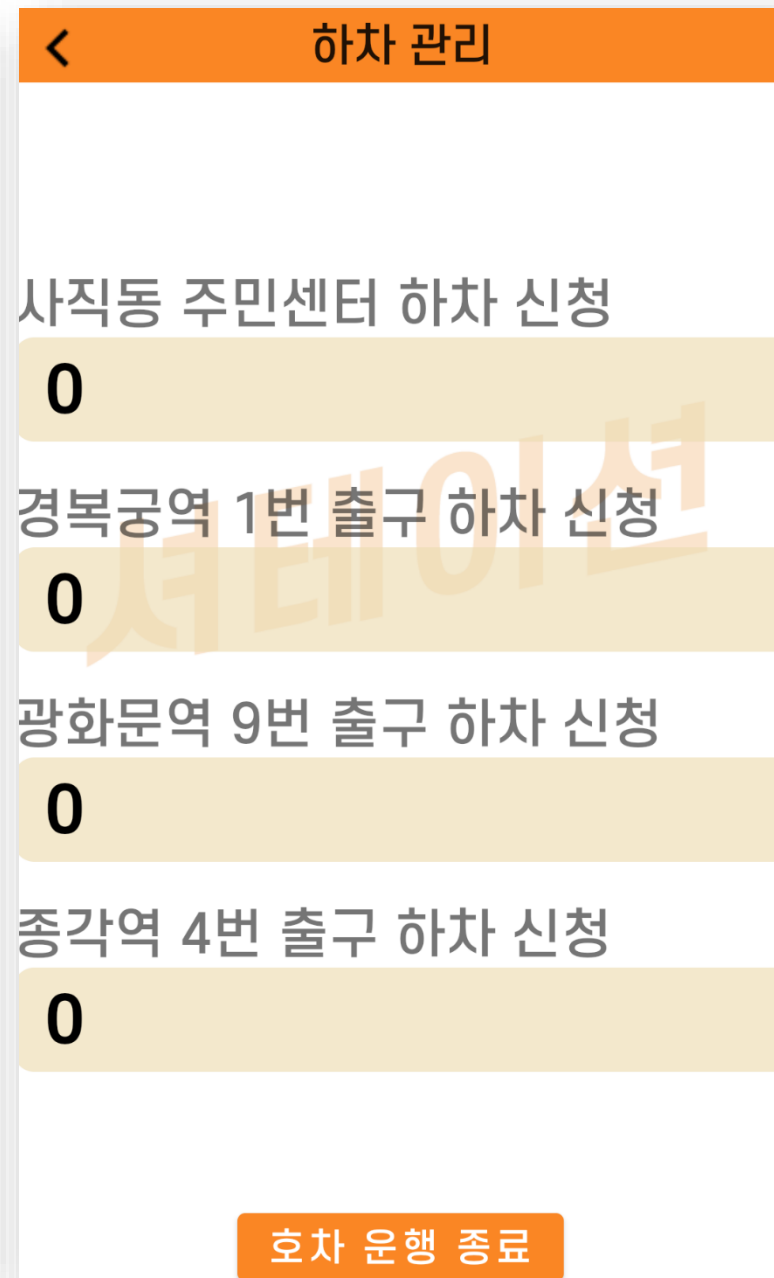 하차 관리
사직동 주민센터 하차 신청
0
경복궁역 1번 출구 하차 신청
0
셔테이션
광화문역 9번 출구 하차 신청
0
종각역 4번 출구 하차 신청
0
호차 운행 종료